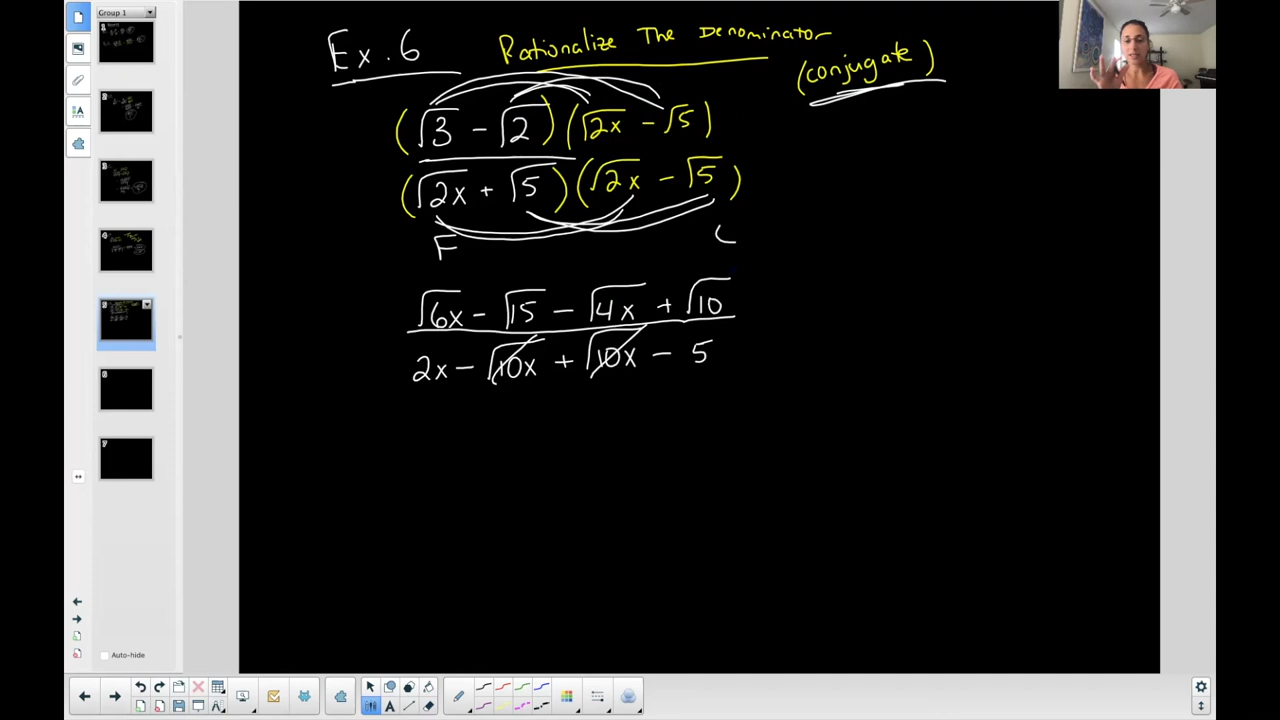 Group 1
Ex. 6
Rationalize The Denominator
(conjugate)
(√3 - √2)(√2x - √5)
(√2x + √5)(√2x - √5)
F L
√6x - √15 - √4x + √10
2x - √10x + √10x - 5
Auto-hide